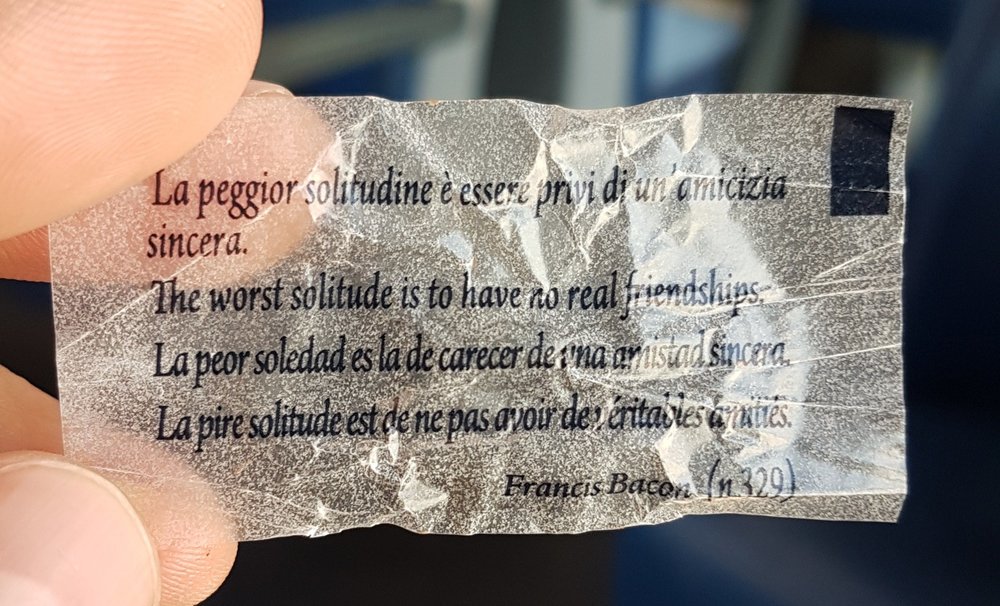 La peggior solitudine è essere privi di un'amicizia
sincera.
The worst solitude is to have no real friendships.
La peor soledad es la de carecer de una amistad sincera.
La pire solitude est de ne pas avoir de véritables amitiés.
Francis Bacon (n 329)